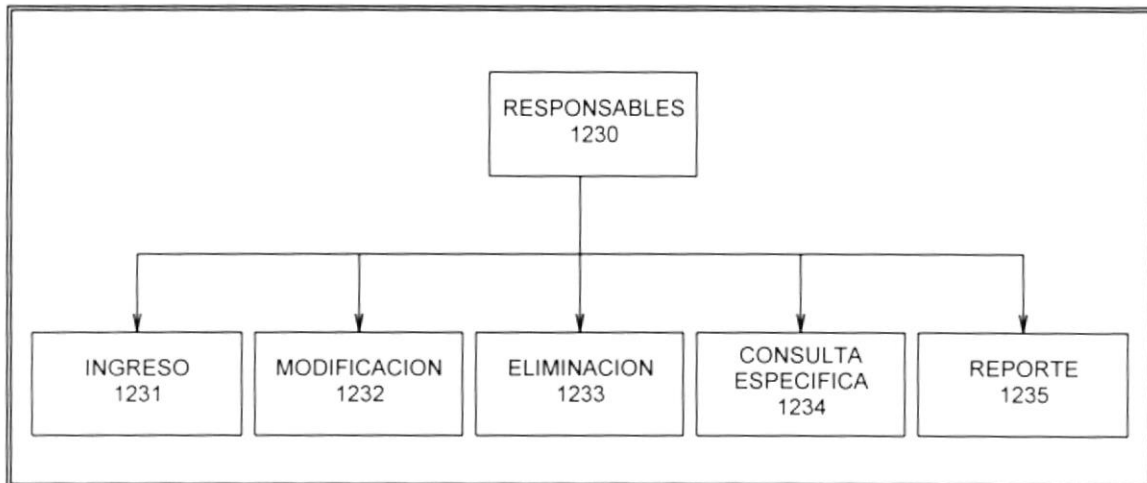 RESPONSABLES
1230
INGRESO
1231
MODIFICACION
1232
ELIMINACION
1233
CONSULTA
ESPECIFICA
1234
REPORTE
1235